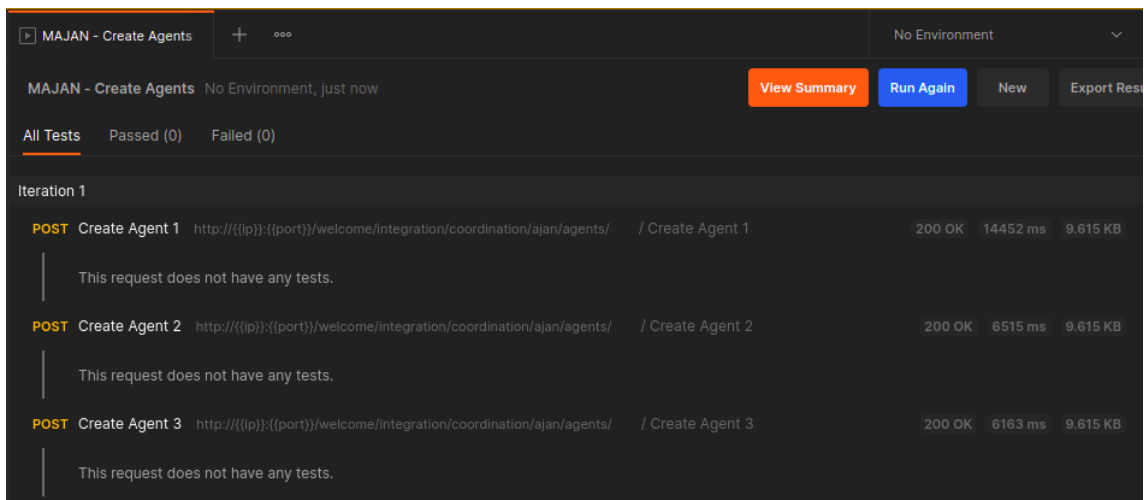 MAJAN - Create Agents
No Environment
MAJAN - Create Agents No Environment, just now View Summary Run Again New Export Resu
All Tests Passed (0) Failed (0)
Iteration 1
POST Create Agent 1 http://{{ip}}:{{port}}/welcome/integration/coordination/ajan/agents/ / Create Agent 1 200 OK 14452 ms 9.615 KB
This request does not have any tests.
POST Create Agent 2 http://{{ip}}:{{port}}/welcome/integration/coordination/ajan/agents/ / Create Agent 2 200 OK 6515 ms 9.615 KB
This request does not have any tests.
POST Create Agent 3 http://{{ip}}:{{port}}/welcome/integration/coordination/ajan/agents/ / Create Agent 3 200 OK 6163 ms 9.615 KB
This request does not have any tests.